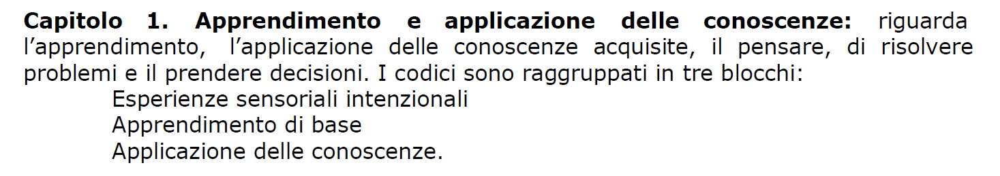 Capitolo 1. Apprendimento e applicazione delle conoscenze: riguarda
l’apprendimento, l’applicazione delle conoscenze acquisite, il pensare, di risolvere
problemi e il prendere decisioni. I codici sono raggruppati in tre blocchi:
Esperienze sensoriali intenzionali
Apprendimento di base
Applicazione delle conoscenze.